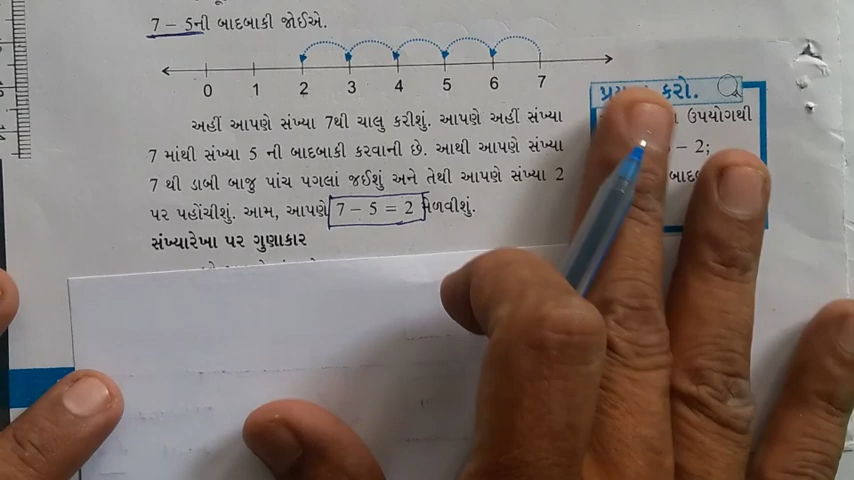 7 – 5ની બાદબાકી જોઈએ.
0 1 2 3 4 5 6 7
અહીં આપણે સંખ્યા 7થી ચાલુ કરીશું. આપણે અહીં સંખ્યા
7 માંથી સંખ્યા 5 ની બાદબાકી કરવાની છે. આથી આપણે સંખ્યા
7 થી ડાબી બાજુ પાંચ પગલાં જઈશું અને તેથી આપણે સંખ્યા 2
પર પહોંચીશું. આમ, આપણે 7 – 5 = 2 મેળવીશું.
સંખ્યારેખા પર ગુણાકાર
કરો.
ઉપયોગથી
– 2;